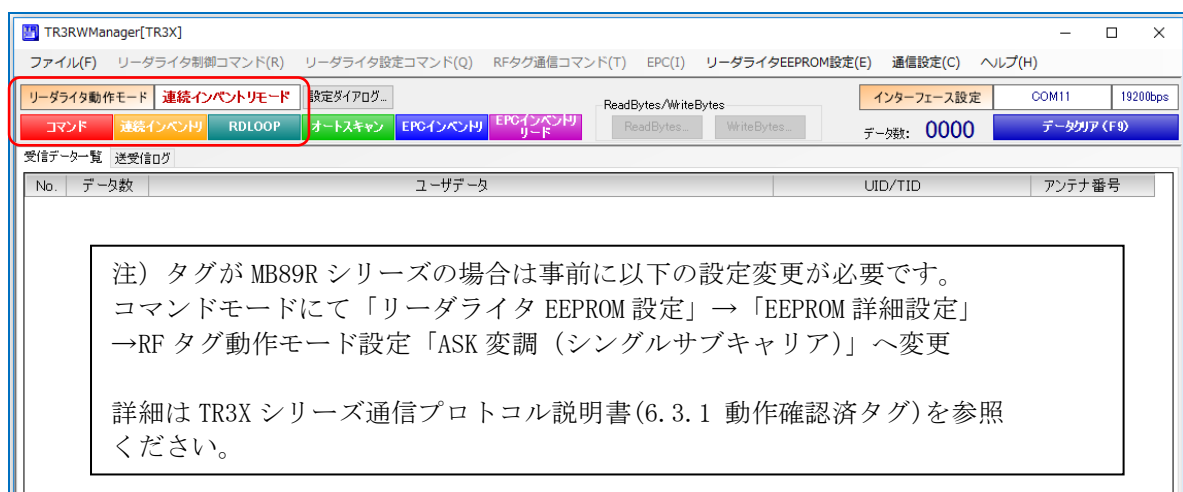 TR3RWManager[TR3X]
ファイル(F) リーダライタ制御コマンド(R) リーダライタ設定コマンド(Q) RFタグ通信コマンド(T) EPC(I) リーダライタEEPROM設定(E) 通信設定(C) ヘルプ(H)
リーダライタ動作モード 連続インベントリモード 設定ダイアログ... ReadBytes/WriteBytes インターフェース設定 COM11 19200bps
コマンド 連続インベントリ RDLOOP オートスキャン EPCインベントリ EPCインベントリリード ReadBytes... WriteBytes... データ数: 0000 データクリア(F9)
受信データ一覧 送受信ログ
No. データ数 ユーザデータ UID/TID アンテナ番号
注）タグが MB89R シリーズの場合は事前に以下の設定変更が必要です。
コマンドモードにて「リーダライタ EEPROM 設定」→「EEPROM 詳細設定」
→RF タグ動作モード設定「ASK 変調（シングルサブキャリア）」へ変更
詳細は TR3X シリーズ通信プロトコル説明書(6.3.1 動作確認済タグ)を参照
ください。